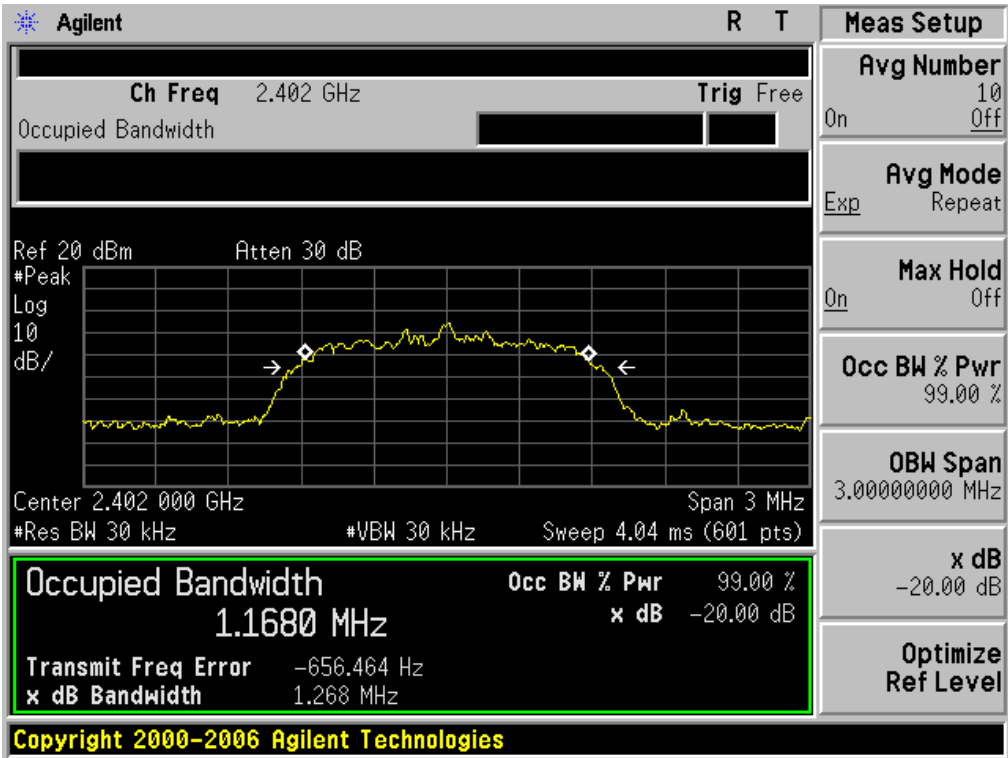 Agilent R T
Ch Freq 2.402 GHz Trig Free
Occupied Bandwidth
Ref 20 dBm Atten 30 dB
#Peak
Log
10
dB/
Center 2.402 000 GHz Span 3 MHz
#Res BW 30 kHz #VBW 30 kHz Sweep 4.04 ms (601 pts)
Occupied Bandwidth Occ BW % Pwr 99.00 %
1.1680 MHz x dB -20.00 dB
Transmit Freq Error -656.464 Hz
x dB Bandwidth 1.268 MHz
Copyright 2000-2006 Agilent Technologies
Meas Setup
Avg Number
10
On Off
Avg Mode
Exp Repeat
Max Hold
On Off
Occ BW % Pwr
99.00 %
OBW Span
3.00000000 MHz
x dB
-20.00 dB
Optimize
Ref Level